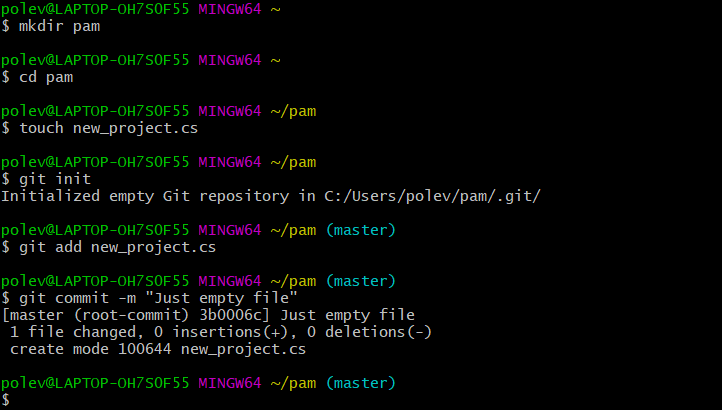 polev@LAPTOP-OH7SOF55 MINGW64 ~
$ mkdir pam
polev@LAPTOP-OH7SOF55 MINGW64 ~
$ cd pam
polev@LAPTOP-OH7SOF55 MINGW64 ~/pam
$ touch new_project.cs
polev@LAPTOP-OH7SOF55 MINGW64 ~/pam
$ git init
Initialized empty Git repository in C:/Users/polev/pam/.git/
polev@LAPTOP-OH7SOF55 MINGW64 ~/pam (master)
$ git add new_project.cs
polev@LAPTOP-OH7SOF55 MINGW64 ~/pam (master)
$ git commit -m "Just empty file"
[master (root-commit) 3b0006c] Just empty file
 1 file changed, 0 insertions(+), 0 deletions(-)
 create mode 100644 new_project.cs
polev@LAPTOP-OH7SOF55 MINGW64 ~/pam (master)
$